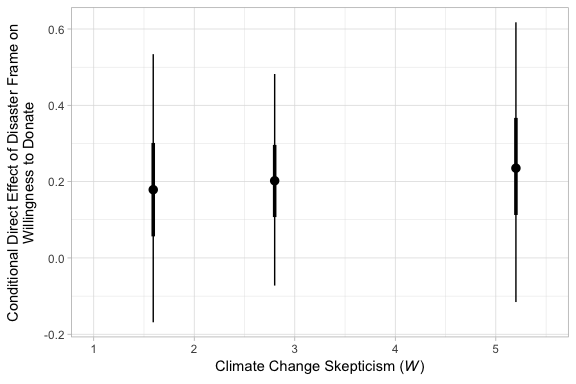 Conditional Direct Effect of Disaster Frame on
Willingness to Donate
0.6
0.4
0.2
0.0
-0.2
1 2 3 4 5
Climate Change Skepticism (W)